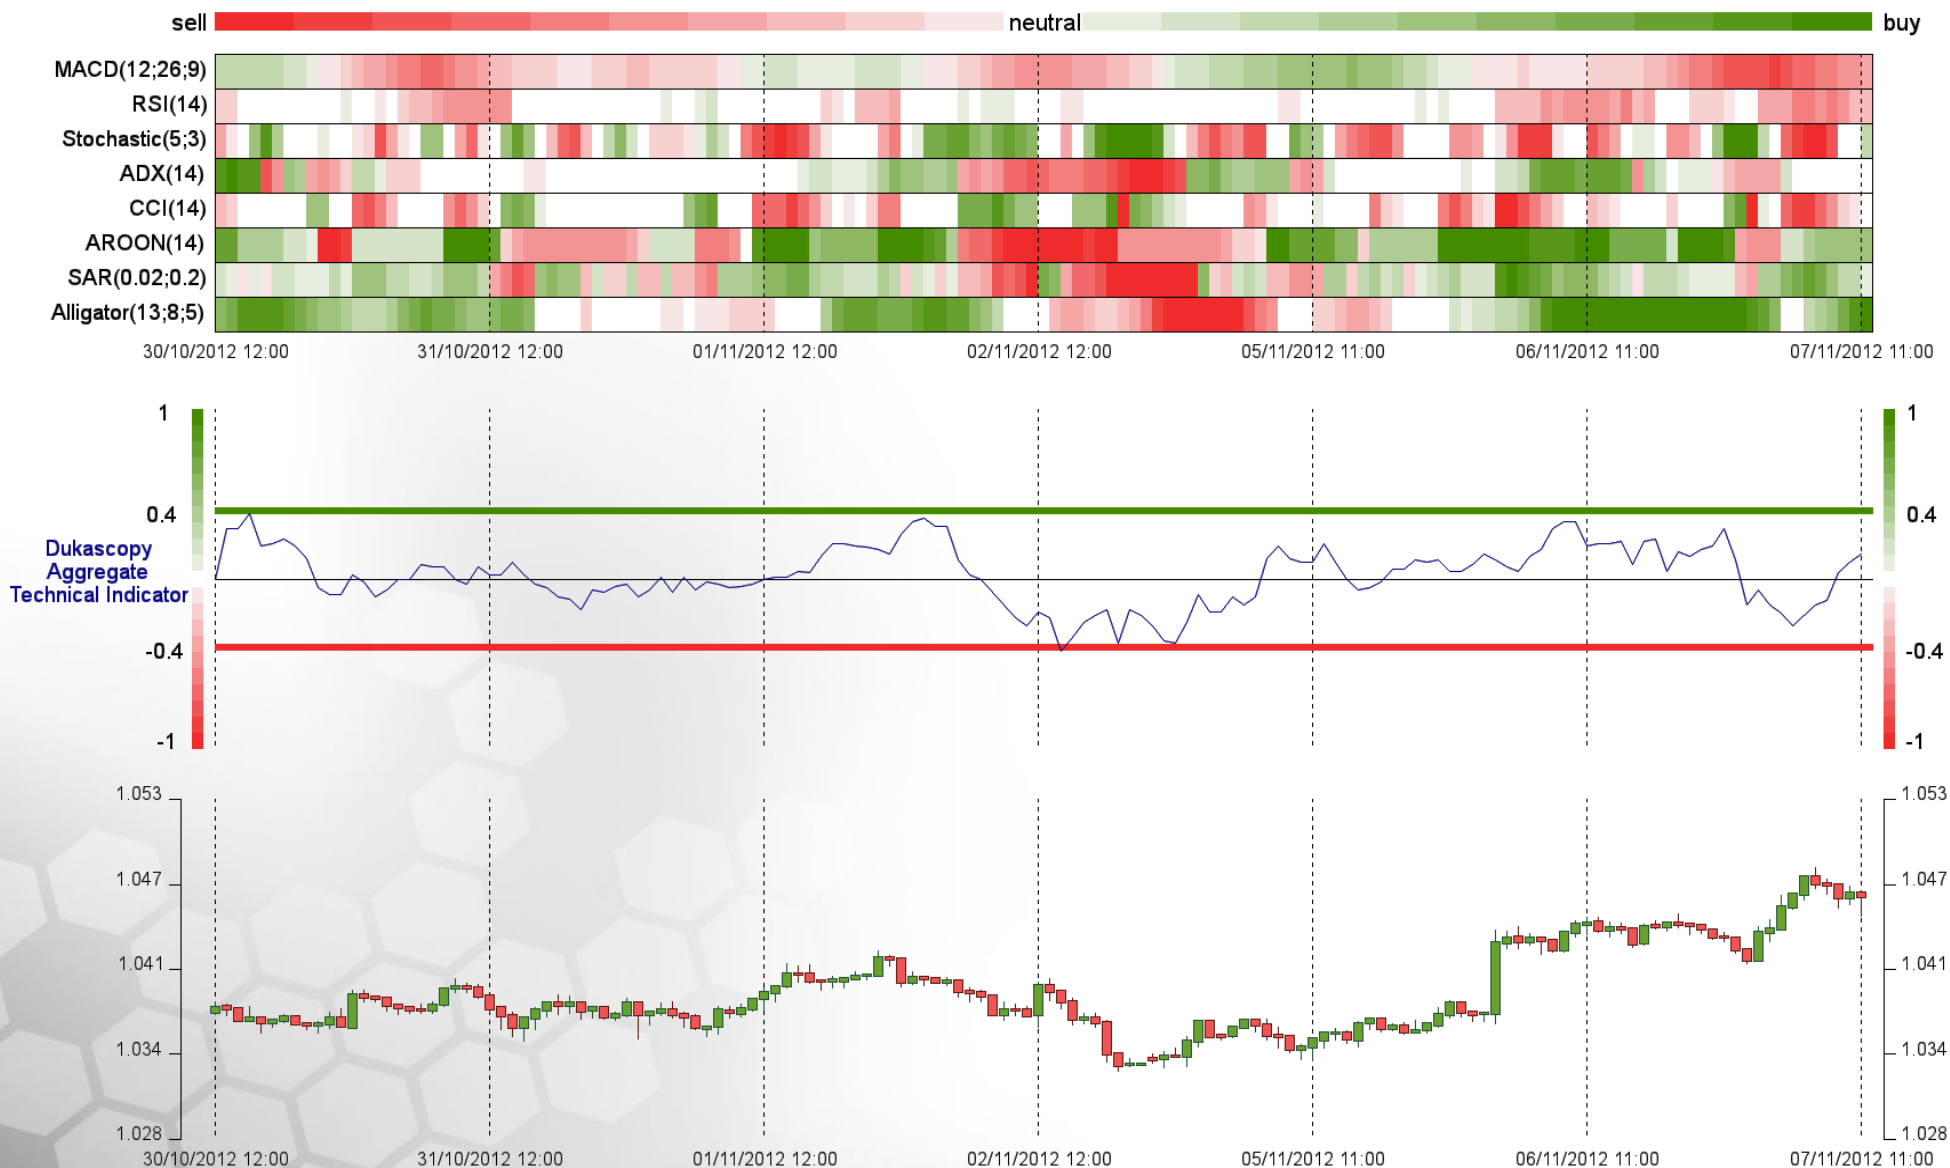 sell neutral buy
MACD(12;26;9)
RSI(14)
Stochastic(5;3)
ADX(14)
CCI(14)
AROON(14)
SAR(0.02;0.2)
Alligator(13;8;5)
30/10/2012 12:00 31/10/2012 12:00 01/11/2012 12:00 02/11/2012 12:00 05/11/2012 11:00 06/11/2012 11:00 07/11/2012 11:00
1 1
0.4 0.4
Dukascopy
Aggregate
Technical Indicator
-0.4 -0.4
-1 -1
1.053 1.053
1.047 1.047
1.041 1.041
1.034 1.034
1.028 1.028
30/10/2012 12:00 31/10/2012 12:00 01/11/2012 12:00 02/11/2012 12:00 05/11/2012 11:00 06/11/2012 11:00 07/11/2012 11:00